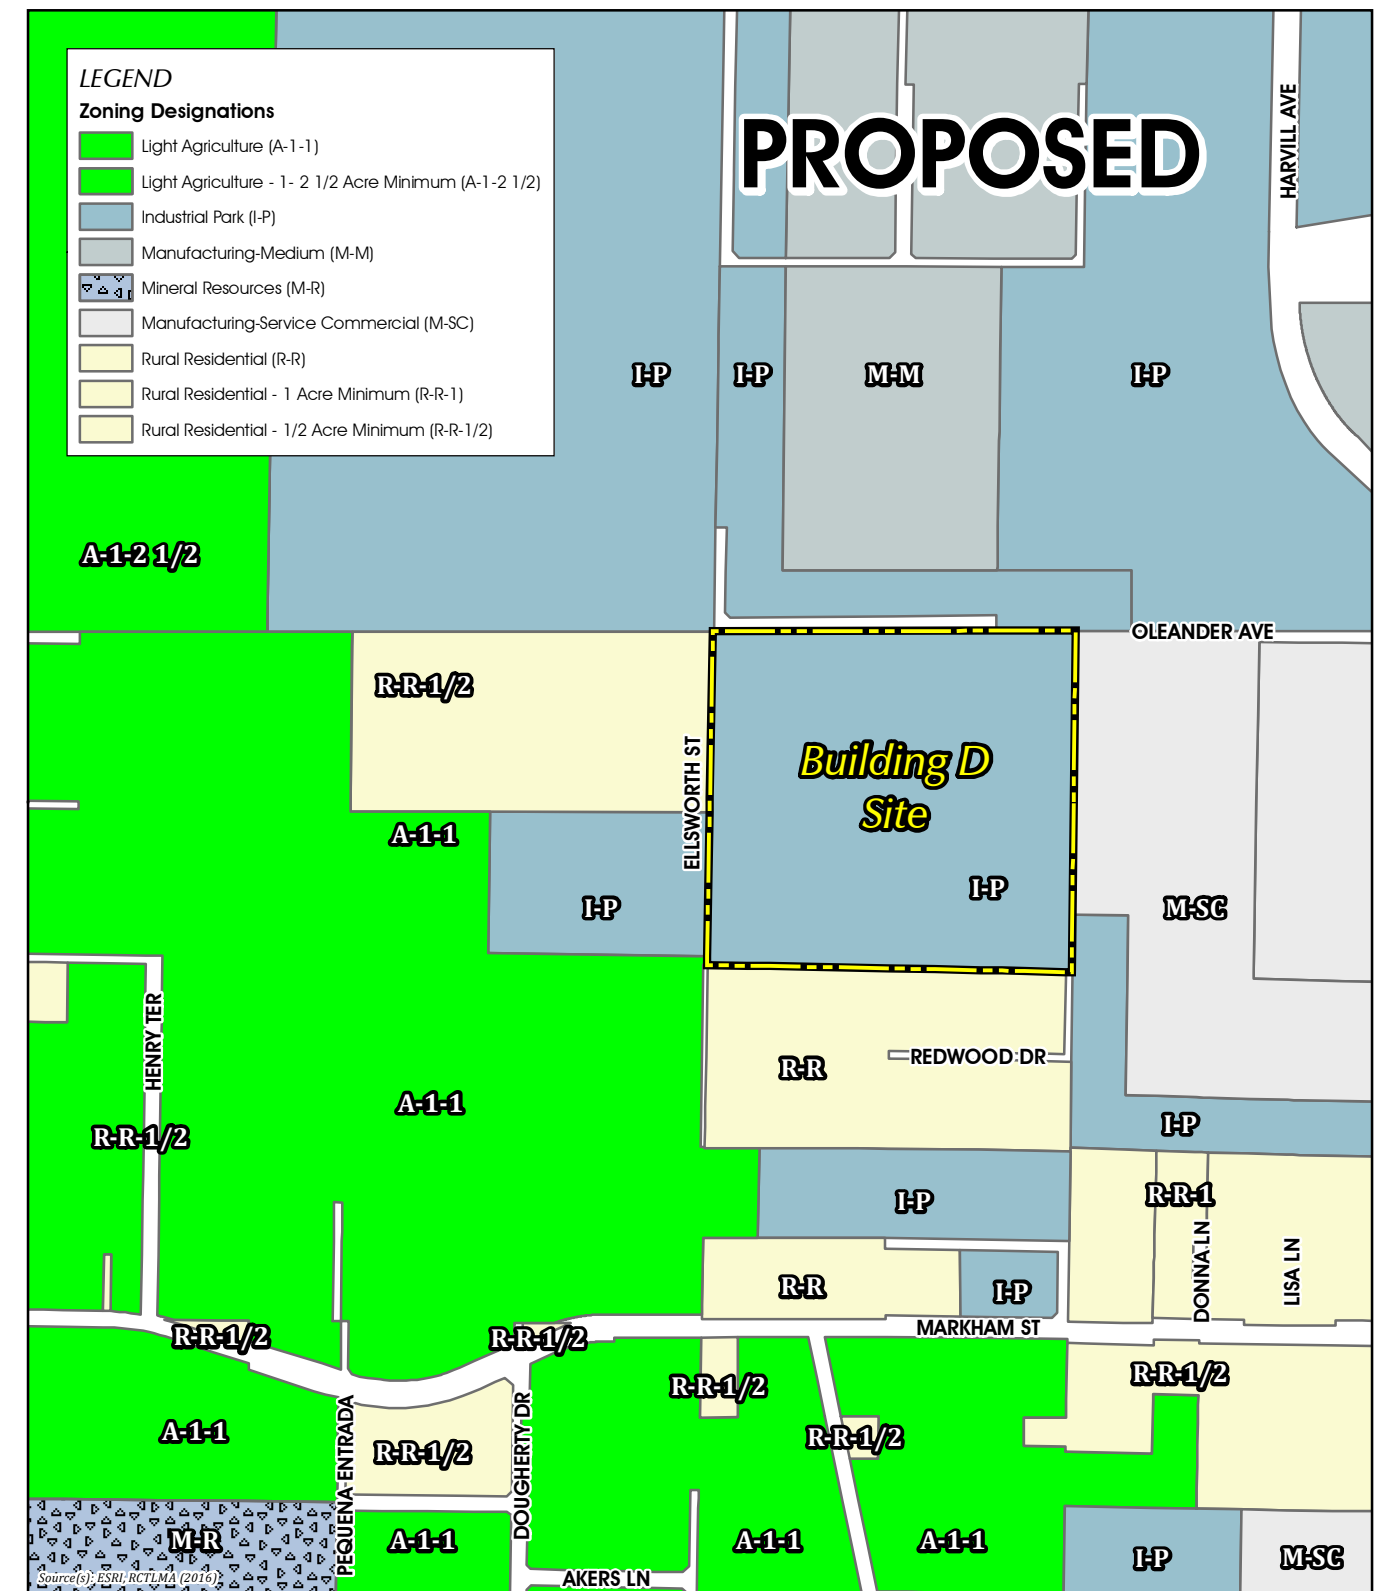 LEGEND
Zoning Designations
Light Agriculture (A-1-1)
Light Agriculture - 1- 2 1/2 Acre Minimum (A-1-2 1/2)
Industrial Park (I-P)
Manufacturing-Medium (M-M)
Mineral Resources (M-R)
Manufacturing-Service Commercial (M-SC)
Rural Residential (R-R)
Rural Residential - 1 Acre Minimum (R-R-1)
Rural Residential - 1/2 Acre Minimum (R-R-1/2)
PROPOSED
HARVILL AVE
I-P
I-P
M-M
I-P
A-1-2 1/2
OLEANDER AVE
R-R-1/2
ELLSWORTH ST
Building D
Site
A-1-1
I-P
I-P
M-SC
HENRY TER
REDWOOD DR
R-R
A-1-1
I-P
R-R-1/2
R-R-1
I-P
DONNA LN
LISA LN
R-R
I-P
MARKHAM ST
R-R-1/2
R-R-1/2
R-R-1/2
R-R-1/2
A-1-1
R-R-1/2
R-R-1/2
PEQUENA-ENTRADA
DOUGHERTY DR
M-R
A-1-1
A-1-1
A-1-1
I-P
M-SC
AKERS LN
Source(s): ESRI, RCTLMA (2016)